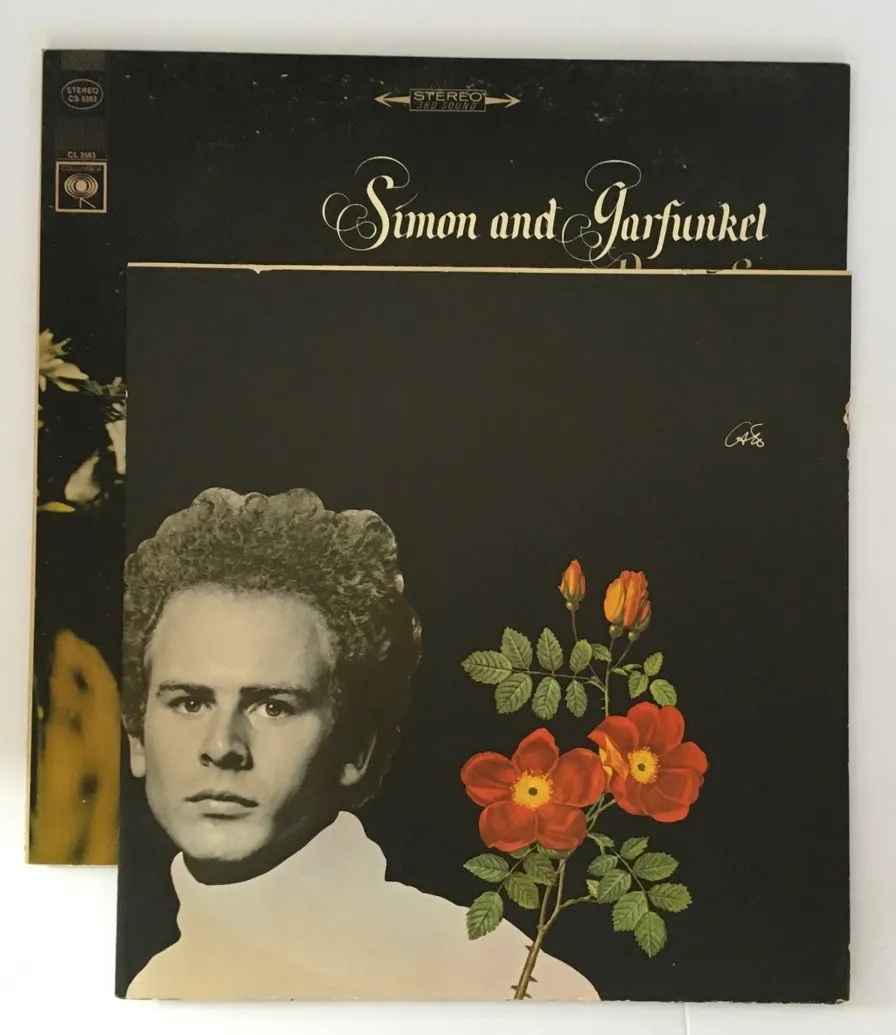 STEREO
CS 9363
STEREO
360 SOUND
CL 2563
COLUMBIA
Simon and Garfunkel